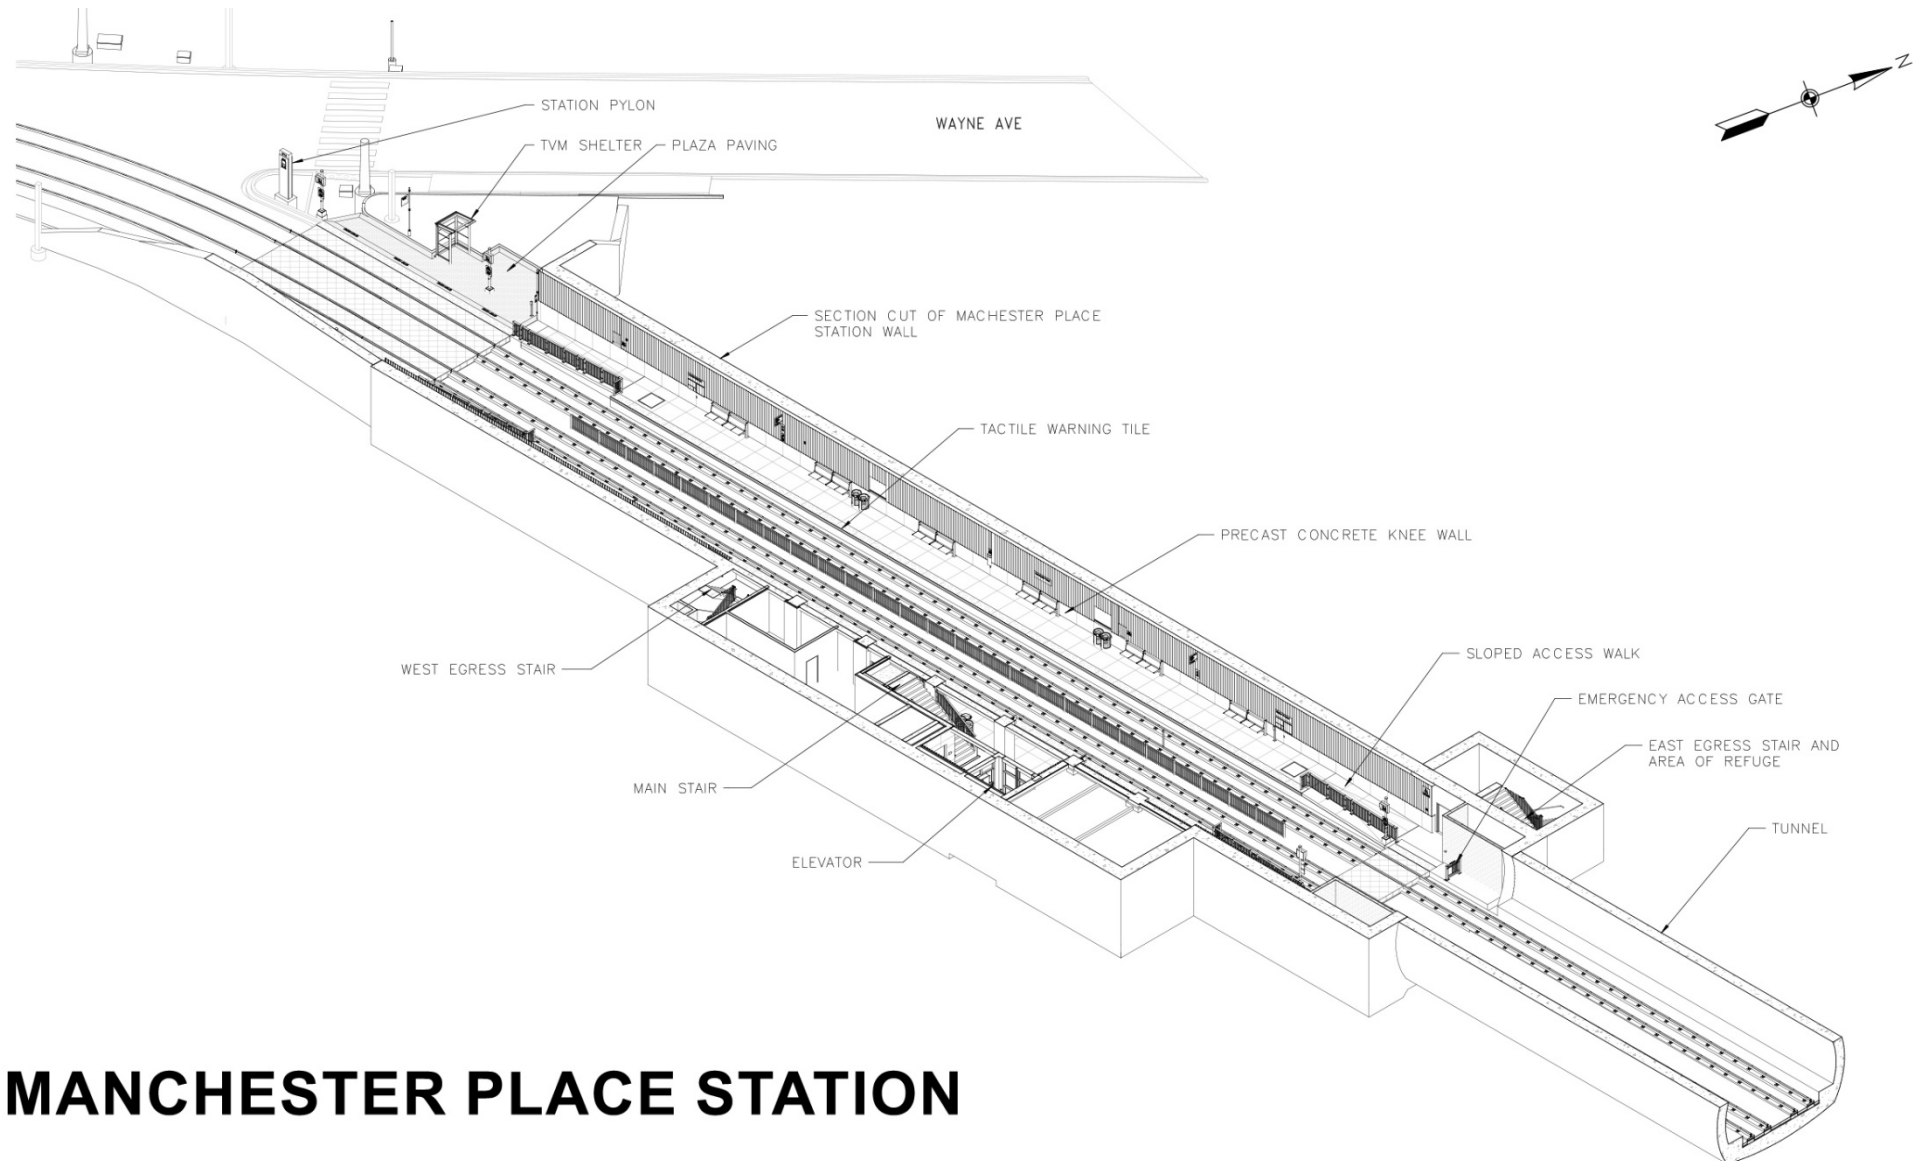 N
STATION PYLON
WAYNE AVE
TVM SHELTER
PLAZA PAVING
SECTION CUT OF MACHESTER PLACE
STATION WALL
TACTILE WARNING TILE
PRECAST CONCRETE KNEE WALL
SLOPED ACCESS WALK
WEST EGRESS STAIR
EMERGENCY ACCESS GATE
EAST EGRESS STAIR AND
AREA OF REFUGE
MAIN STAIR
TUNNEL
ELEVATOR
MANCHESTER PLACE STATION